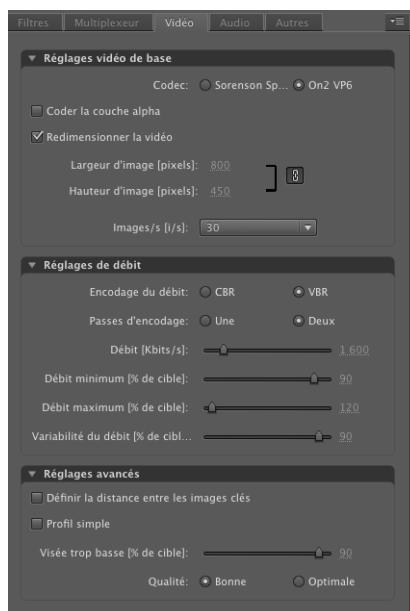 Filtres Multiplexeur Vidéo Audio Autres
Réglages vidéo de base
Codec: Sorenson Sp... On2 VP6
Coder la couche alpha
Redimensionner la vidéo
Largeur d'image [pixels]: 800
Hauteur d'image [pixels]: 450
Images/s [i/s]: 30
Réglages de débit
Encodage du débit: CBR VBR
Passes d'encodage: Une Deux
Débit [Kbits/s]: 1,600
Débit minimum [% de cible]: 90
Débit maximum [% de cible]: 120
Variabilité du débit [% de cibl... 90
Réglages avancés
Définir la distance entre les images clés
Profil simple
Visée trop basse [% de cible]: 90
Qualité: Bonne Optimale